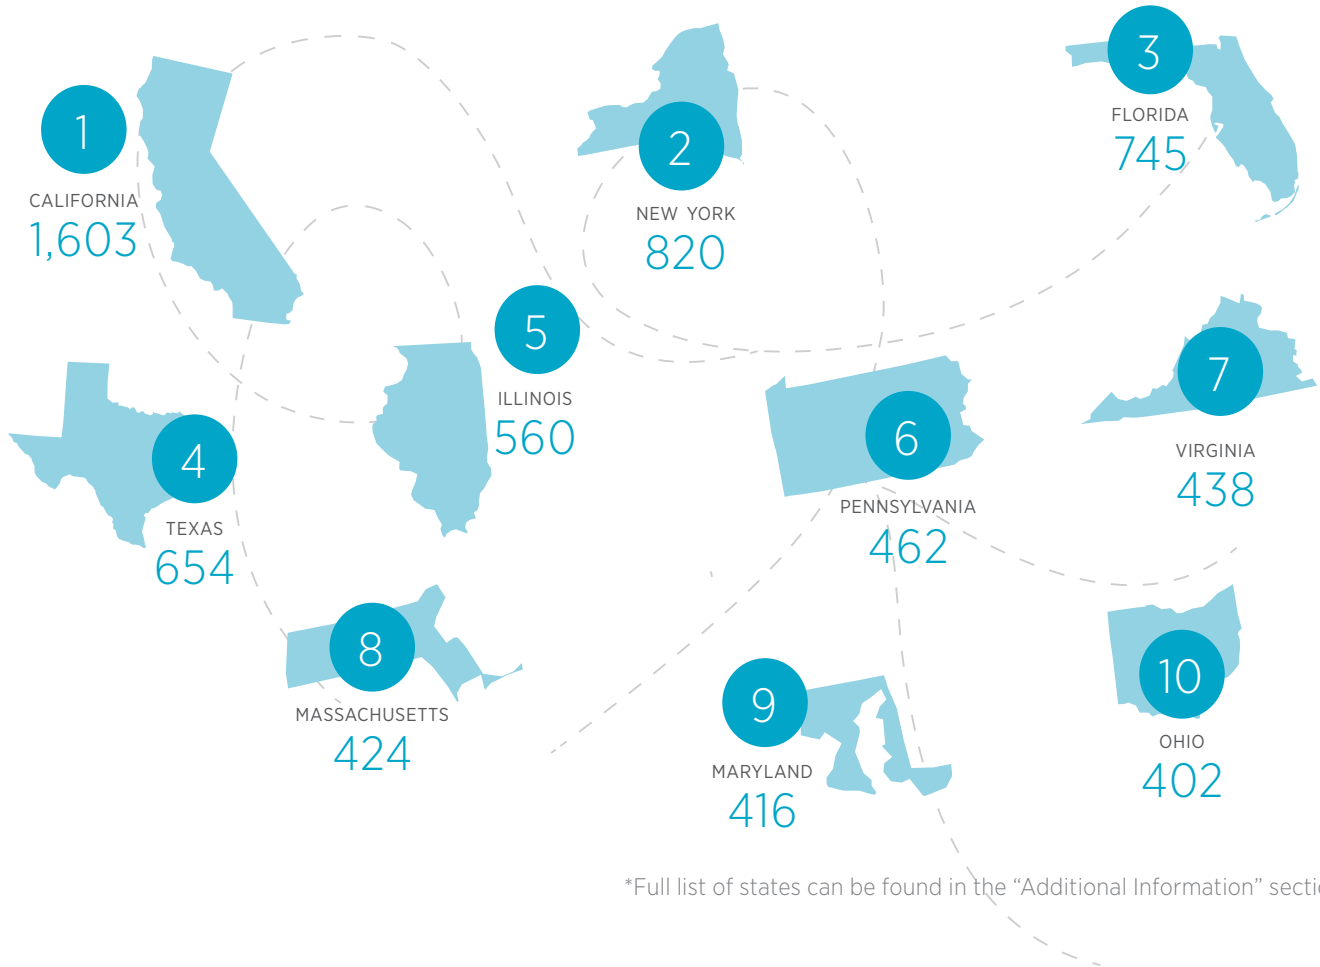 1
CALIFORNIA
1,603
2
NEW YORK
820
3
FLORIDA
745
4
TEXAS
654
5
ILLINOIS
560
6
PENNSYLVANIA
462
7
VIRGINIA
438
8
MASSACHUSETTS
424
9
MARYLAND
416
10
OHIO
402
*Full list of states can be found in the “Additional Information”